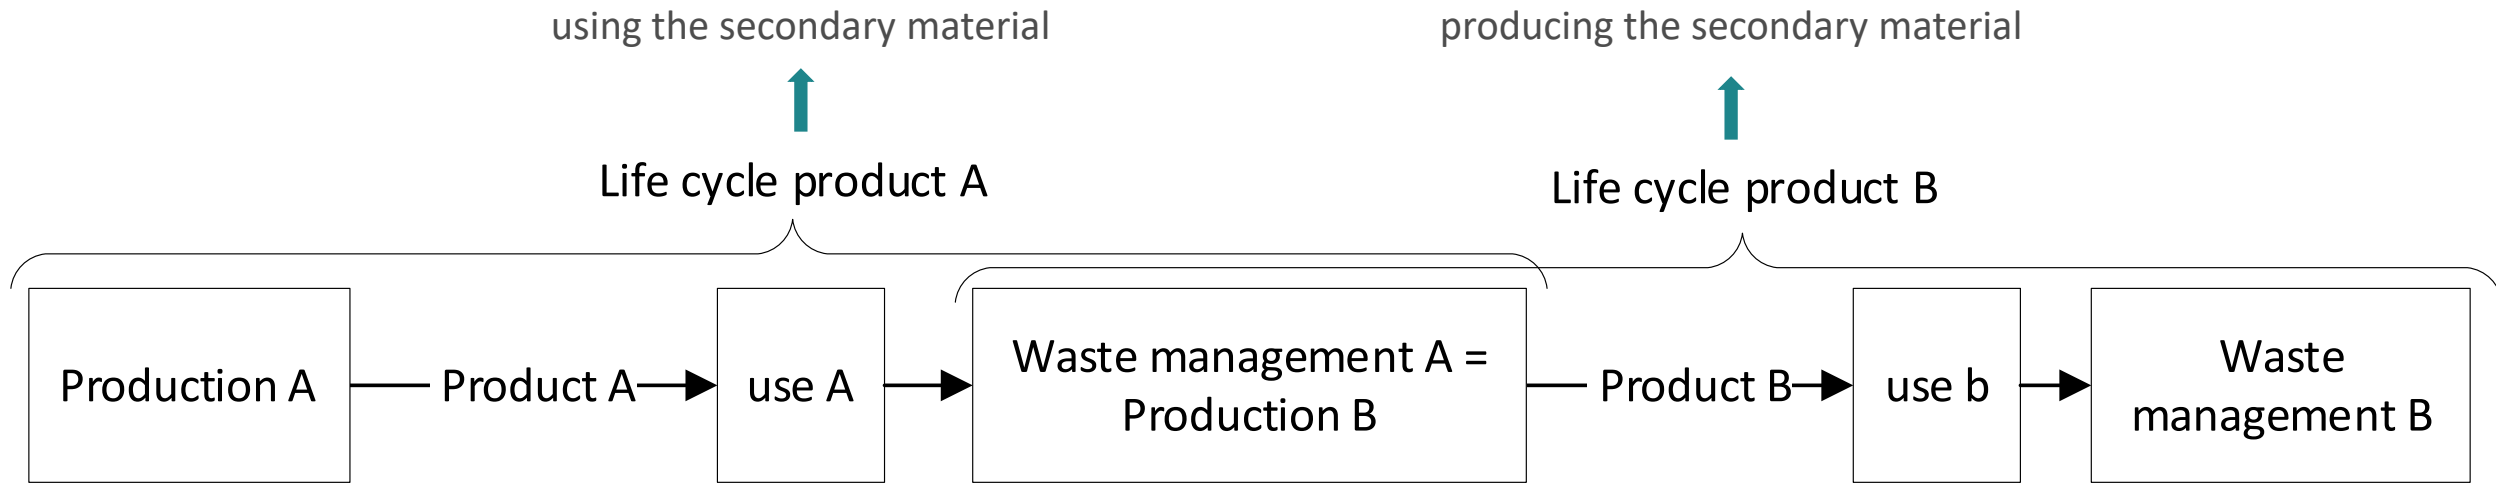 using the secondary material
producing the secondary material
Life cycle product A
Life cycle product B
Production A
Product A
use A
Waste management A =
Production B
Product B
use b
Waste
management B